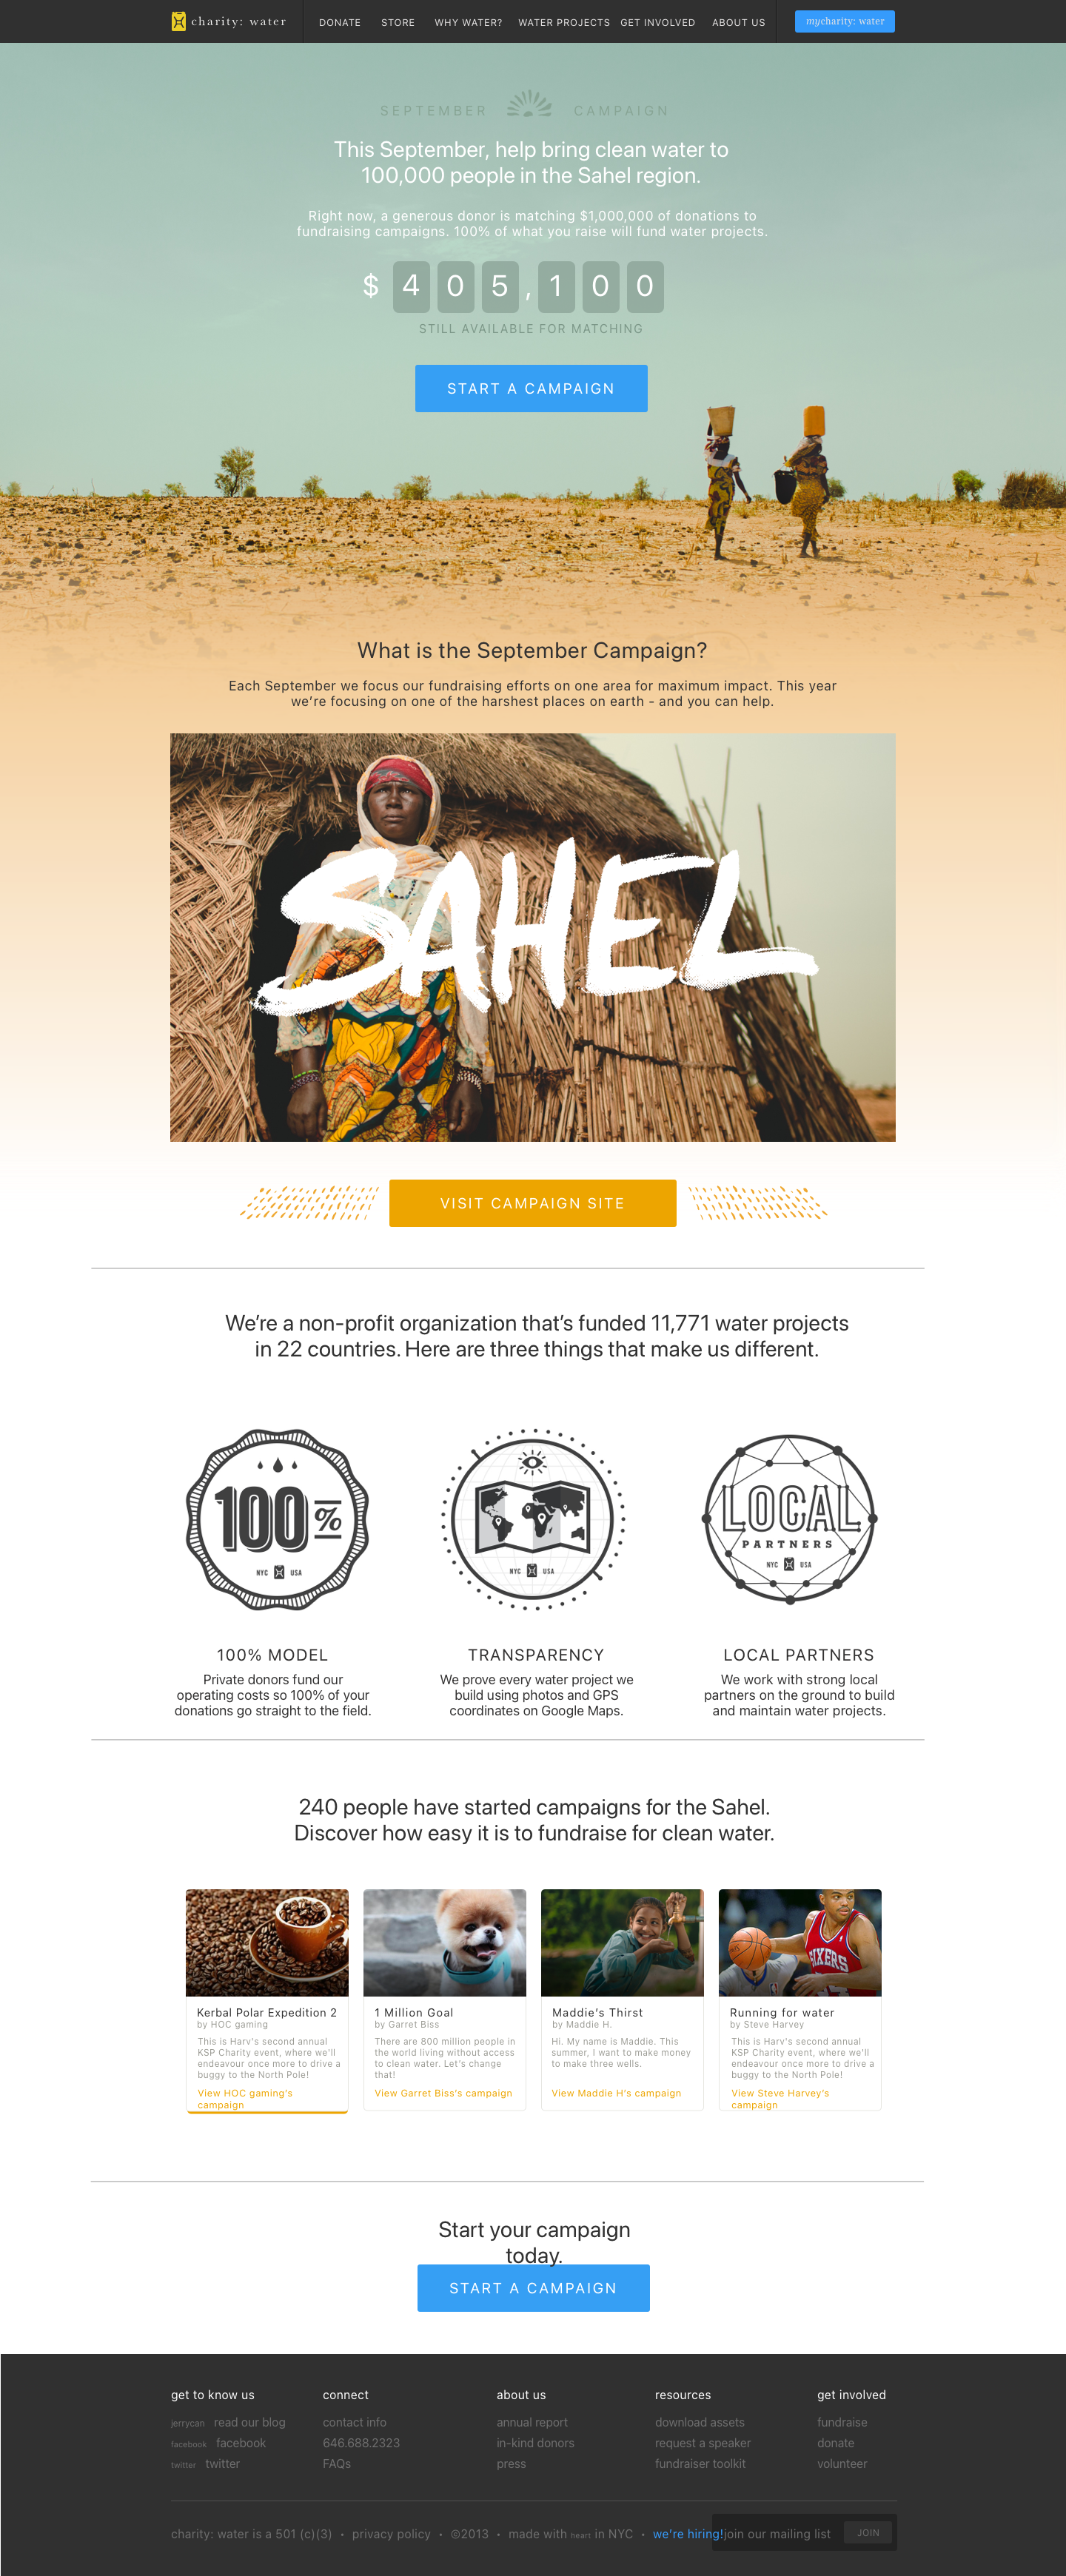 charity: water
DONATE STORE WHY WATER? WATER PROJECTS GET INVOLVED ABOUT US
mycharity: water
SEPTEMBER CAMPAIGN
This September, help bring clean water to
100,000 people in the Sahel region.
Right now, a generous donor is matching $1,000,000 of donations to
fundraising campaigns. 100% of what you raise will fund water projects.
$ 405,100
STILL AVAILABLE FOR MATCHING
START A CAMPAIGN
What is the September Campaign?
Each September we focus our fundraising efforts on one area for maximum impact. This year
we’re focusing on one of the harshest places on earth - and you can help.
SAHEL
VISIT CAMPAIGN SITE
We’re a non-profit organization that’s funded 11,771 water projects
in 22 countries. Here are three things that make us different.
100%
NYC USA
NYC USA
LOCAL
PARTNERS
NYC USA
100% MODEL
Private donors fund our
operating costs so 100% of your
donations go straight to the field.
TRANSPARENCY
We prove every water project we
build using photos and GPS
coordinates on Google Maps.
LOCAL PARTNERS
We work with strong local
partners on the ground to build
and maintain water projects.
240 people have started campaigns for the Sahel.
Discover how easy it is to fundraise for clean water.
Kerbal Polar Expedition 2
by HOC gaming
This is Harv's second annual
KSP Charity event, where we'll
endeavour once more to drive a
buggy to the North Pole!
View HOC gaming's
campaign
1 Million Goal
by Garret Biss
There are 800 million people in
the world living without access
to clean water. Let's change
that!
View Garret Biss's campaign
Maddie's Thirst
by Maddie H.
Hi. My name is Maddie. This
summer, I want to make money
to make three wells.
View Maddie H's campaign
SIXERS
Running for water
by Steve Harvey
This is Harv's second annual
KSP Charity event, where we'll
endeavour once more to drive a
buggy to the North Pole!
View Steve Harvey's
campaign
Start your campaign
today.
START A CAMPAIGN
get to know us
jerrycan read our blog
facebook facebook
twitter twitter
connect
contact info
646.688.2323
FAQs
about us
annual report
in-kind donors
press
resources
download assets
request a speaker
fundraiser toolkit
get involved
fundraise
donate
volunteer
charity: water is a 501 (c)(3) • privacy policy • ©2013 • made with heart in NYC • we're hiring! join our mailing list JOIN